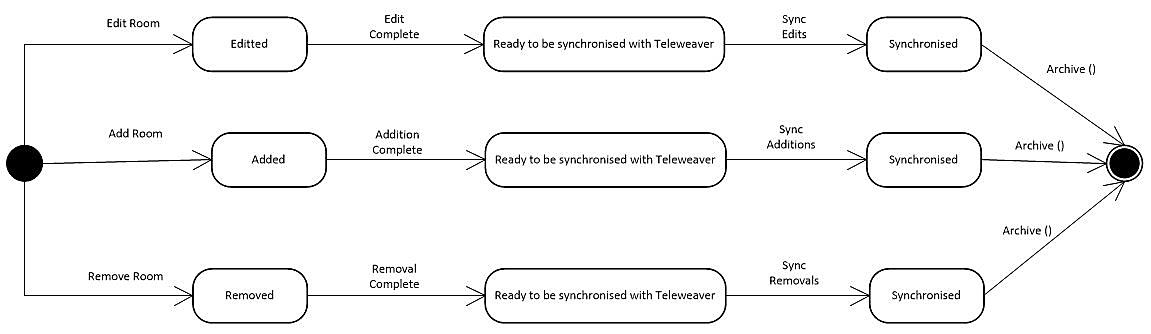 Edit Room
Editted
Edit
Complete
Ready to be synchronised with Teleweaver
Sync
Edits
Synchronised
Archive ()
Add Room
Added
Addition
Complete
Ready to be synchronised with Teleweaver
Sync
Additions
Synchronised
Archive ()
Remove Room
Removed
Removal
Complete
Ready to be synchronised with Teleweaver
Sync
Removals
Synchronised
Archive ()